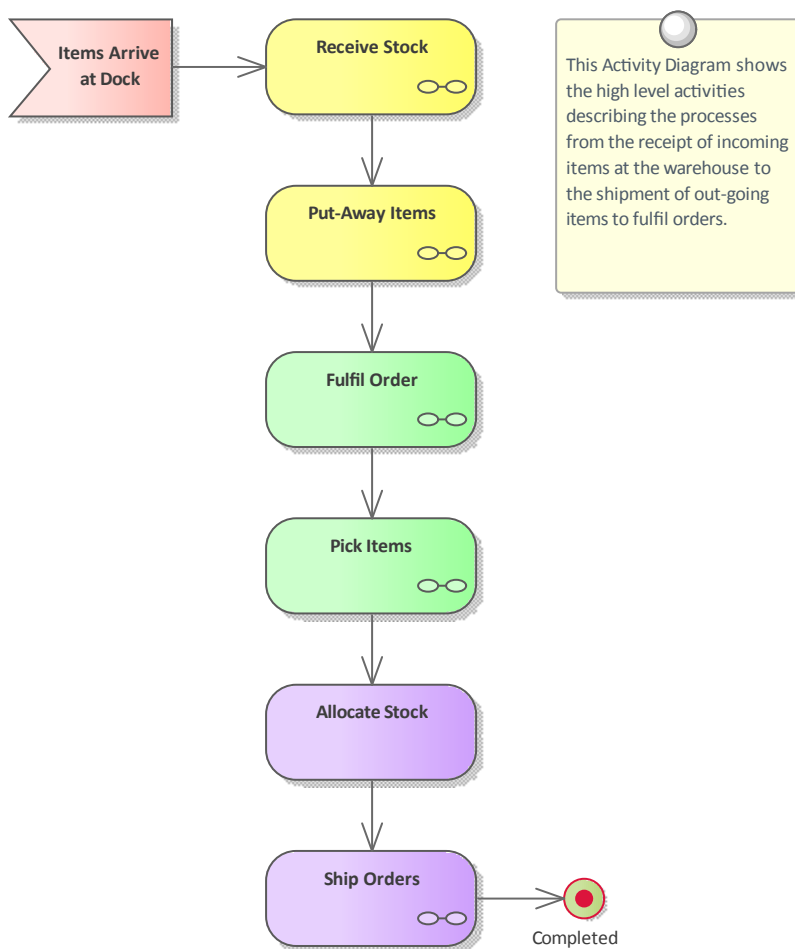 Items Arrive
at Dock
Receive Stock
This Activity Diagram shows
the high level activities
describing the processes
from the receipt of incoming
items at the warehouse to
the shipment of out-going
items to fulfil orders.
Put-Away Items
Fulfil Order
Pick Items
Allocate Stock
Ship Orders
Completed